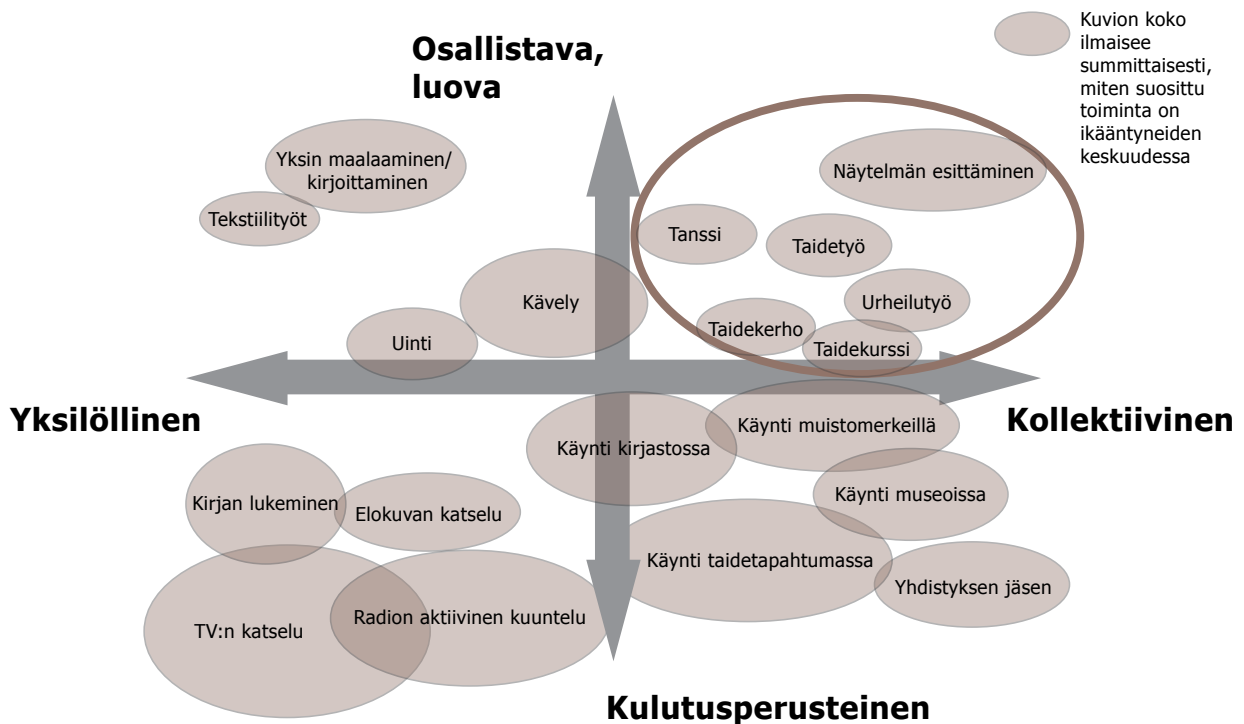 Osallistava,
luova
Kuvion koko
ilmaisee
summittaisesti,
miten suosittu
toiminta on
ikääntyneiden
keskuudessa
Yksin maalaaminen/
kirjoittaminen
Tekstiilityöt
Näytelmän esittäminen
Tanssi
Taidetyö
Kävely
Urheilutyö
Uinti
Taidekerho
Taidekurssi
Yksilöllinen
Kollektiivinen
Käynti muistomerkeillä
Käynti kirjastossa
Kirjan lukeminen
Elokuvan katselu
Käynti museoissa
Käynti taidetapahtumassa
Yhdistyksen jäsen
TV:n katselu
Radion aktiivinen kuuntelu
Kulutusperusteinen